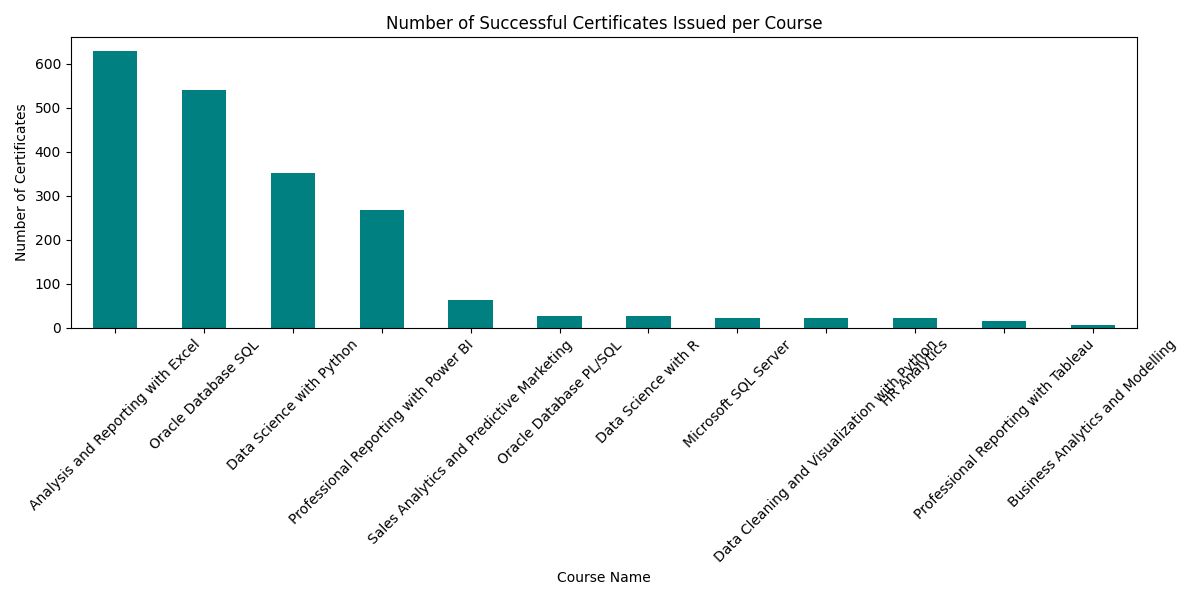 Number of Successful Certificates Issued per Course
Number of Certificates
600
500
400
300
200
100
0
Analysis and Reporting with Excel
Oracle Database SQL
Data Science with Python
Professional Reporting with Power BI
Sales Analytics and Predictive Marketing
Oracle Database PL/SQL
Data Science with R
Microsoft SQL Server
Data Cleaning and Visualization with Python
HR Analytics
Professional Reporting with Tableau
Business Analytics and Modelling
Course Name